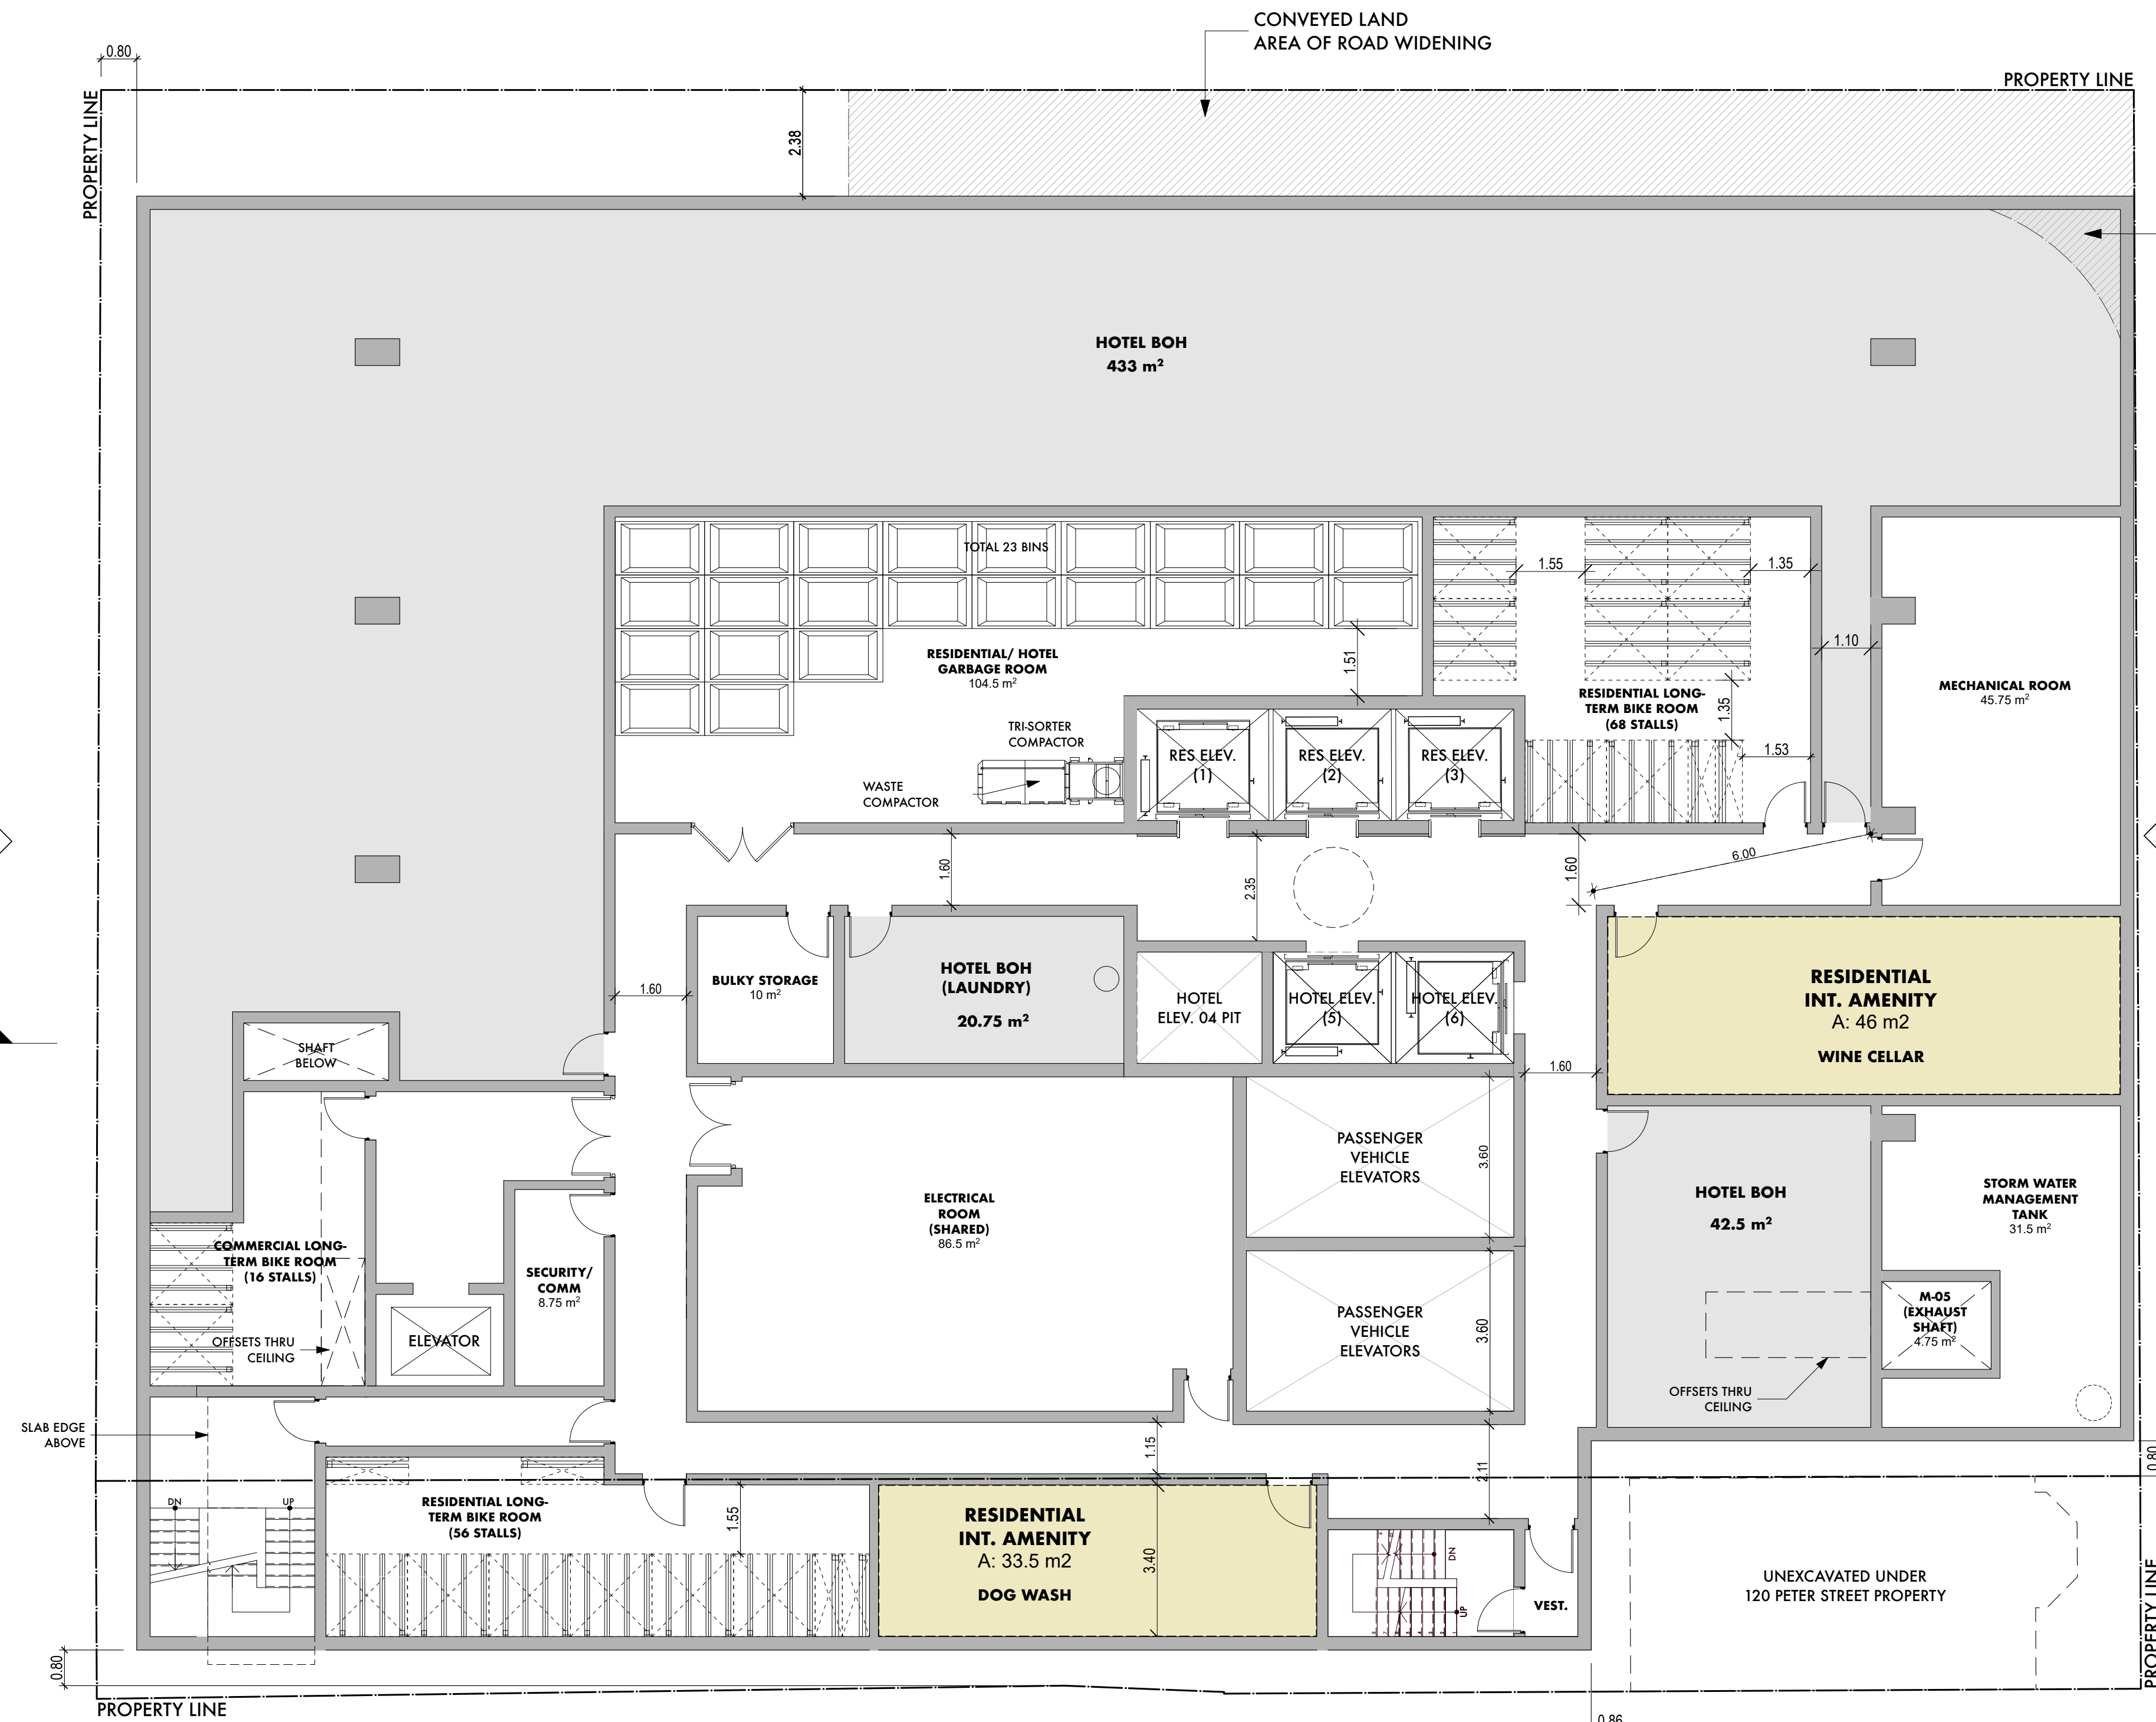 CONVEYED LAND
AREA OF ROAD WIDENING
0.80
PROPERTY LINE
PROPERTY LINE
2.38
HOTEL BOH
433 m²
TOTAL 23 BINS
1.55
1.35
RESIDENTIAL/ HOTEL
GARBAGE ROOM
104.5 m²
1.51
1.10
RESIDENTIAL LONG-
TERM BIKE ROOM
(68 STALLS)
1.35
1.53
MECHANICAL ROOM
45.75 m²
TRI-SORTER
COMPACTOR
WASTE
COMPACTOR
RES ELEV.
(1)
RES ELEV.
(2)
RES ELEV.
(3)
1.60
2.35
1.60
6.00
BULKY STORAGE
10 m²
HOTEL BOH
(LAUNDRY)
20.75 m²
HOTEL
ELEV. 04 PIT
HOTEL ELEV.
(5)
HOTEL ELEV.
(6)
RESIDENTIAL
INT. AMENITY
A: 46 m2
WINE CELLAR
1.60
1.60
SHAFT
BELOW
PASSENGER
VEHICLE
ELEVATORS
3.60
ELECTRICAL
ROOM
(SHARED)
86.5 m²
HOTEL BOH
42.5 m²
STORM WATER
MANAGEMENT
TANK
31.5 m²
COMMERCIAL LONG-
TERM BIKE ROOM
(16 STALLS)
SECURITY/
COMM
8.75 m²
PASSENGER
VEHICLE
ELEVATORS
3.60
M-05
(EXHAUST
SHAFT)
4.75 m²
OFFSETS THRU
CEILING
ELEVATOR
OFFSETS THRU
CEILING
SLAB EDGE
ABOVE
1.15
2.11
0.80
DN
UP
RESIDENTIAL LONG-
TERM BIKE ROOM
(56 STALLS)
1.55
RESIDENTIAL
INT. AMENITY
A: 33.5 m2
DOG WASH
3.40
DN
UP
VEST.
UNEXCAVATED UNDER
120 PETER STREET PROPERTY
PROPERTY LINE
0.80
PROPERTY LINE
0.86